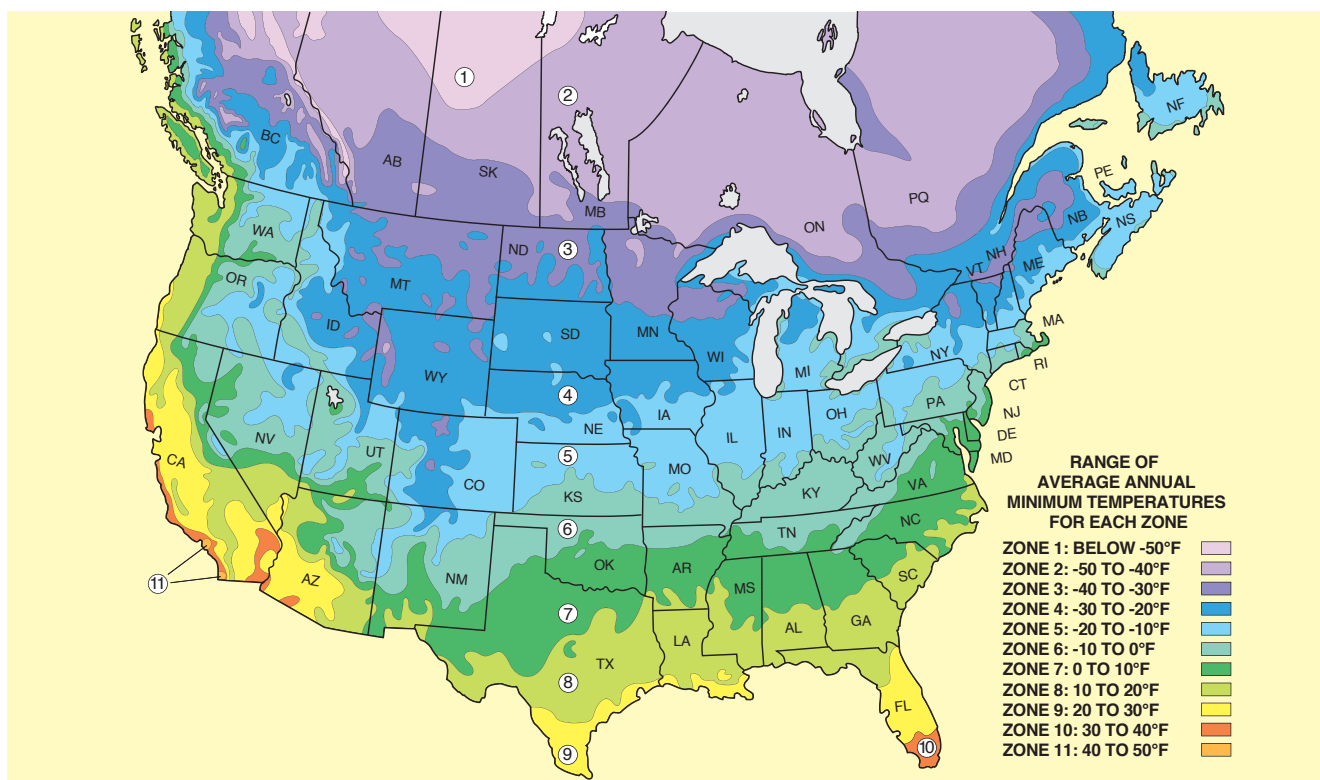 1
2
NF
BC
AB
SK
PE
PQ
MB
NB
NS
ON
WA
ND
3
NH
ME
VT
OR
MT
ID
SD
MN
MA
WI
NY
RI
WY
MI
CT
4
IA
PA
NJ
NE
OH
NV
IL
IN
DE
UT
5
WV
MD
CA
CO
MO
VA
KS
KY
NC
6
TN
AZ
NM
OK
AR
SC
11
MS
7
AL
GA
LA
TX
8
FL
9
10
RANGE OF
AVERAGE ANNUAL
MINIMUM TEMPERATURES
FOR EACH ZONE
ZONE 1: BELOW -50°F
ZONE 2: -50 TO -40°F
ZONE 3: -40 TO -30°F
ZONE 4: -30 TO -20°F
ZONE 5: -20 TO -10°F
ZONE 6: -10 TO 0°F
ZONE 7: 0 TO 10°F
ZONE 8: 10 TO 20°F
ZONE 9: 20 TO 30°F
ZONE 10: 30 TO 40°F
ZONE 11: 40 TO 50°F